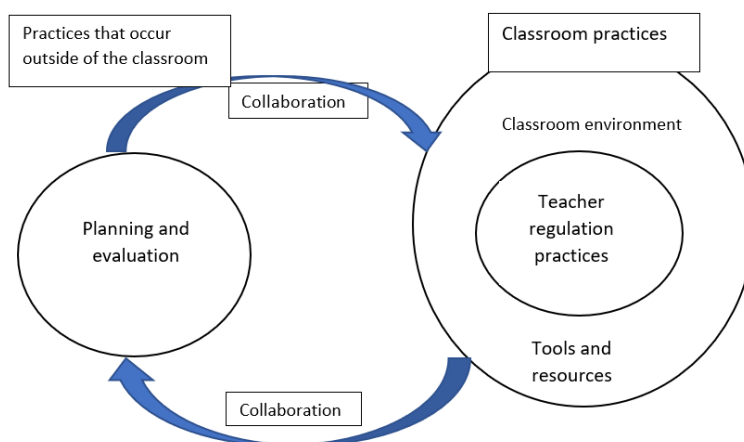 Practices that occur
outside of the classroom
Classroom practices
Collaboration
Classroom environment
Planning and
evaluation
Teacher
regulation
practices
Tools and
resources
Collaboration